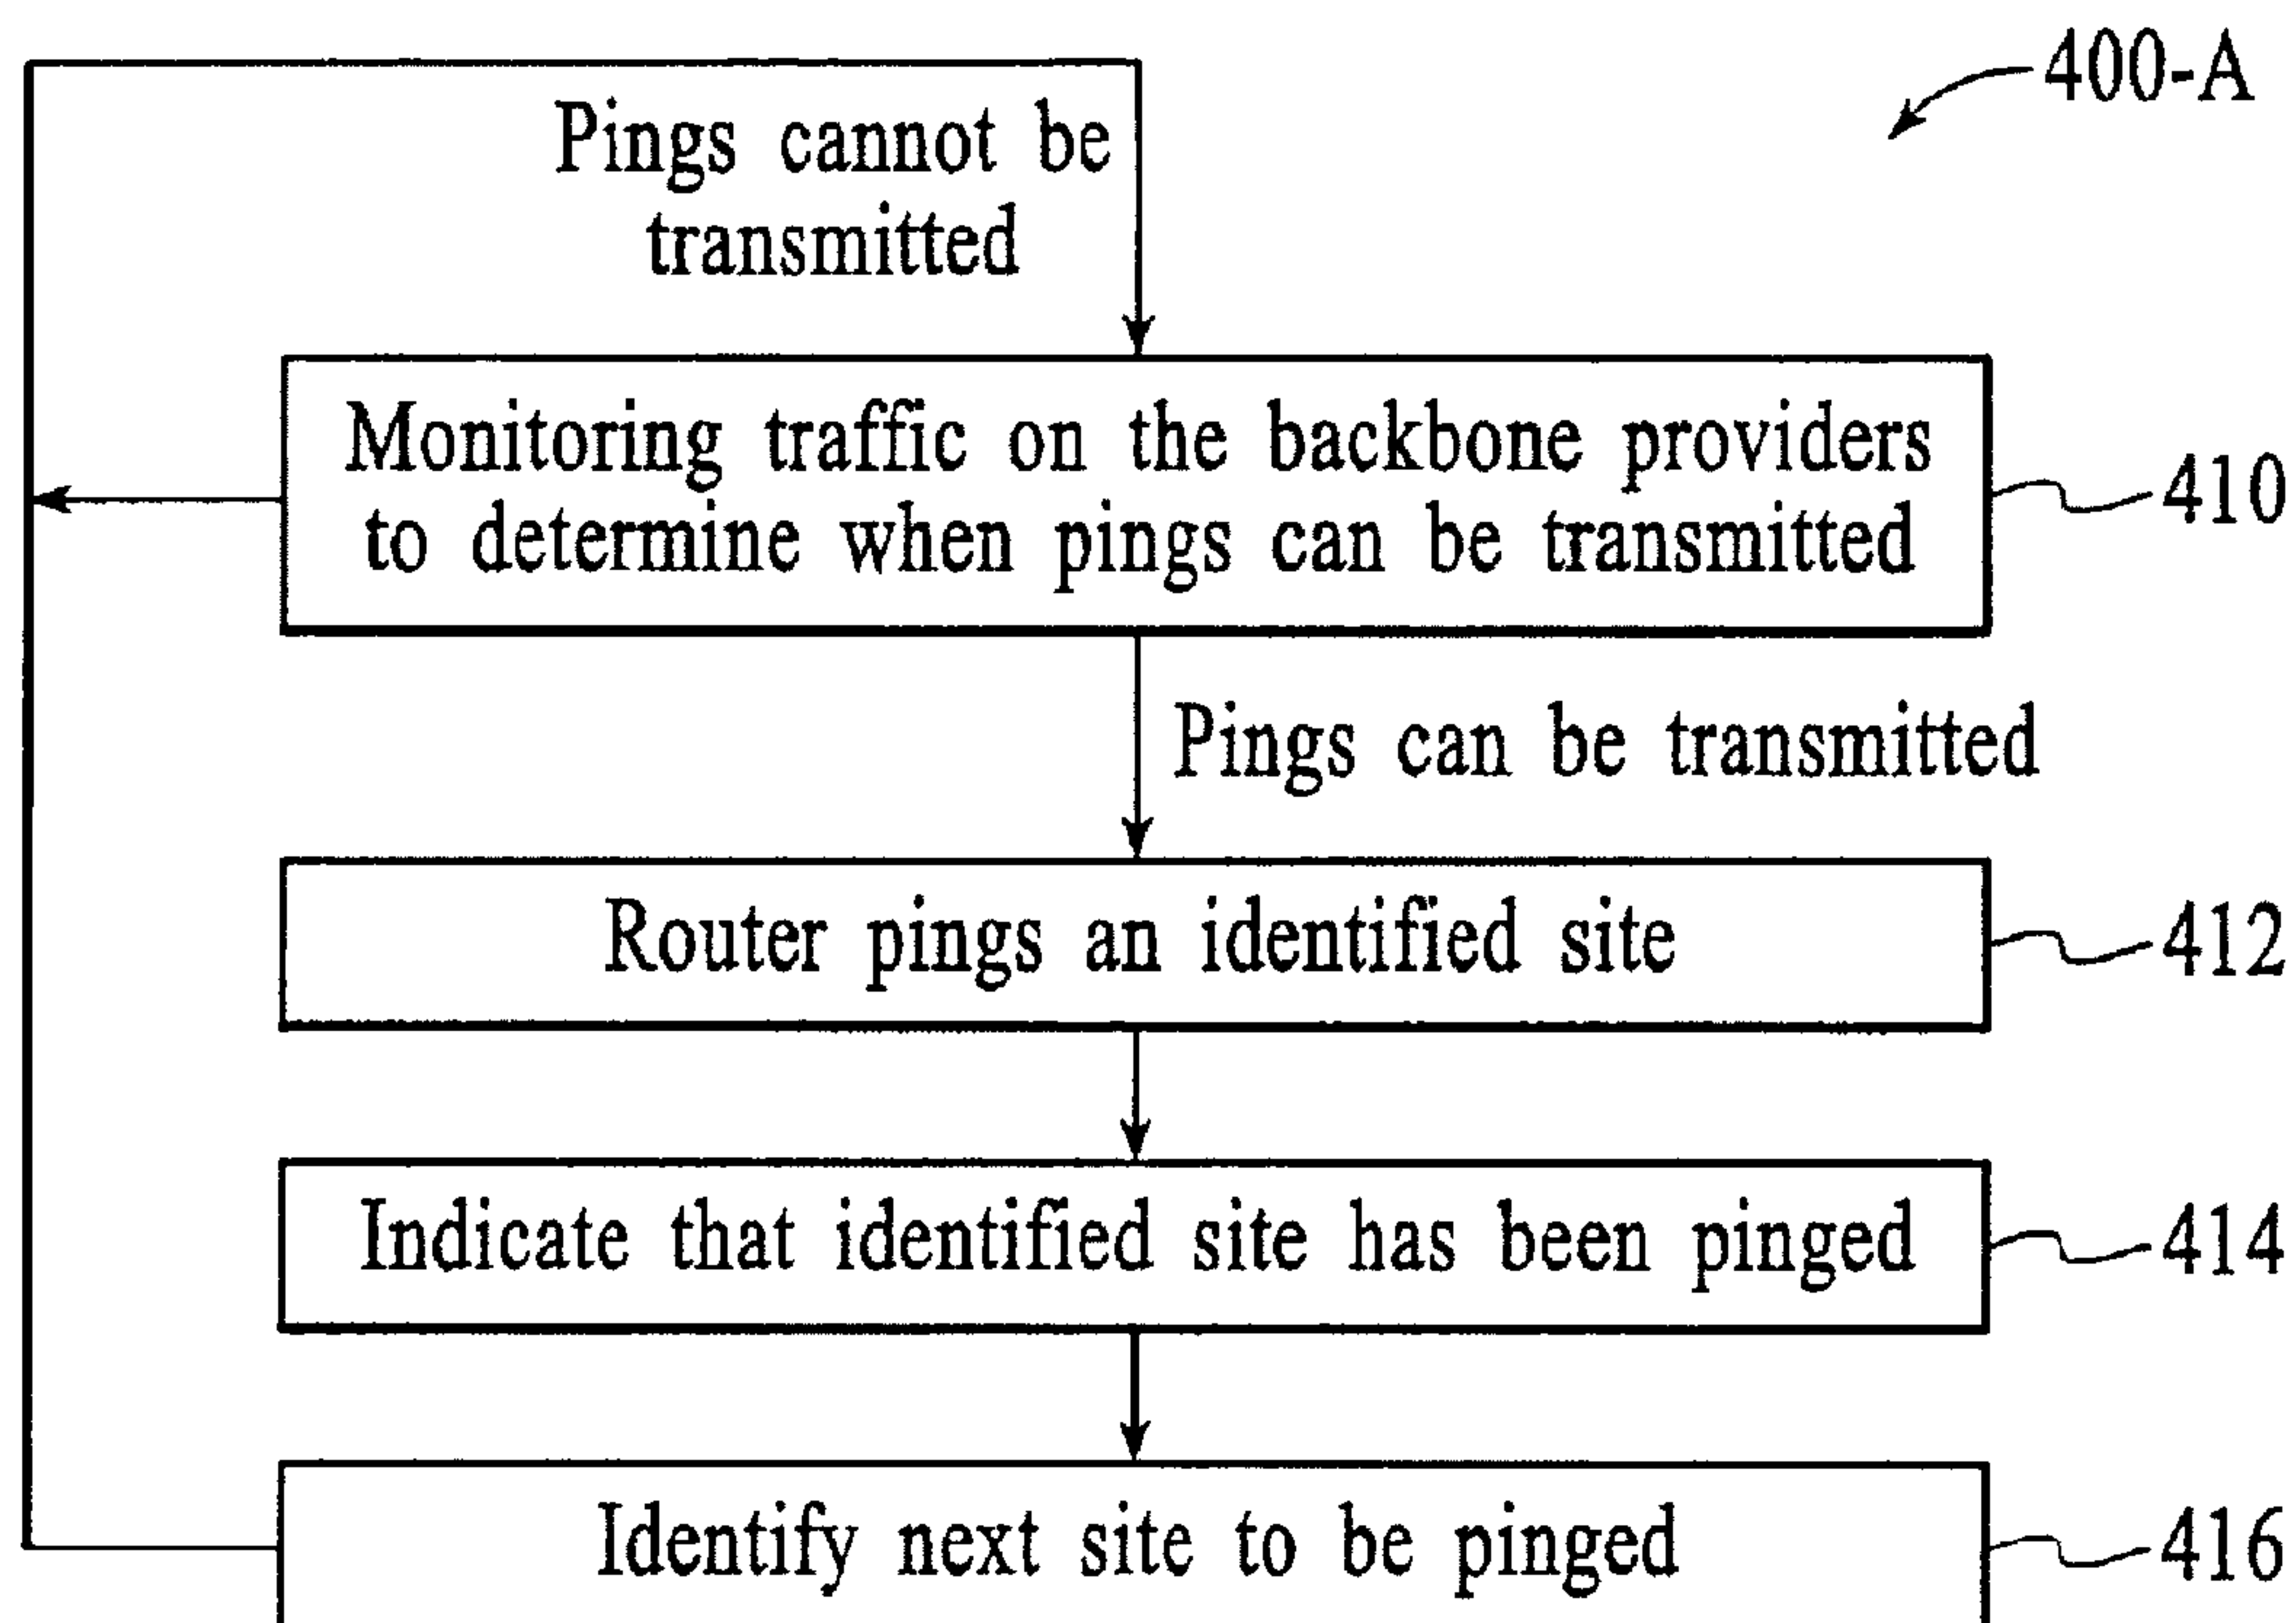 400-A
Pings cannot be
transmitted
Monitoring traffic on the backbone providers
to determine when pings can be transmitted
410
Pings can be transmitted
Router pings an identified site
412
Indicate that identified site has been pinged
414
Identify next site to be pinged
416